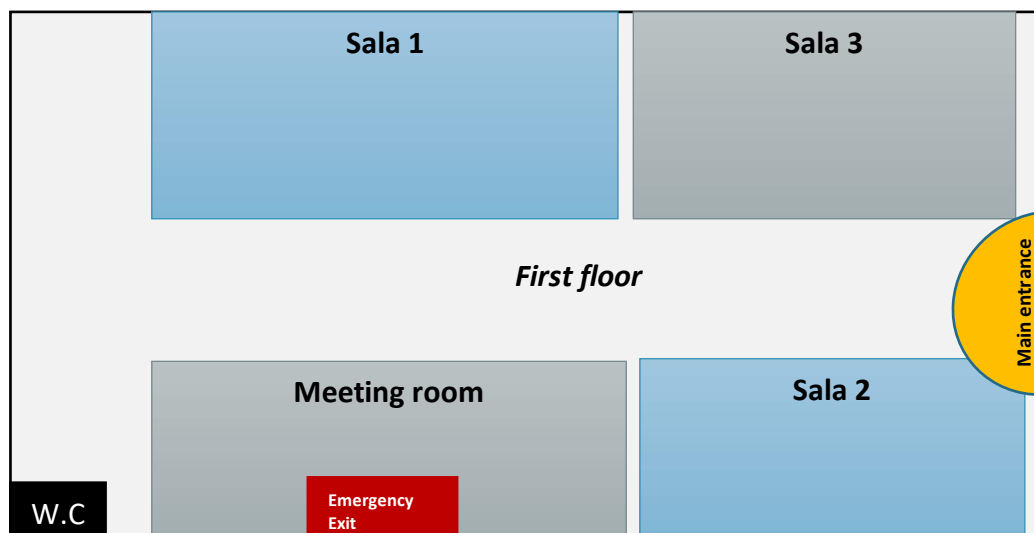 Sala 1
Sala 3
First floor
Main entrance
Meeting room
Sala 2
Emergency
Exit
W.C